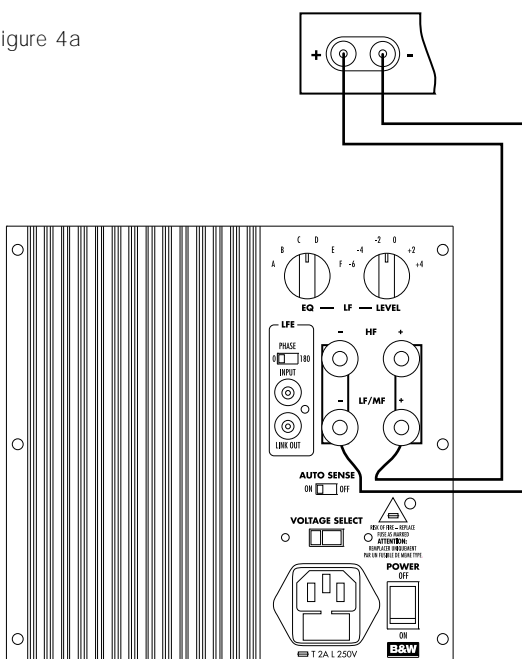 igure 4a
+ -
C D -2 0
B E -4 +2
A F -6 +4
EQ — LF — LEVEL
LFE
PHASE
0 180
INPUT
LINK OUT
- HF +
- LF/MF +
AUTO SENSE
ON OFF
VOLTAGE SELECT
RISK OF FIRE – REPLACE
FUSE AS MARKED
ATTENTION:
REMPLACER UNIQUEMENT
PAR UN FUSIBLE DE MEME TYPE.
POWER
OFF
ON
B&W
T 2A L 250V